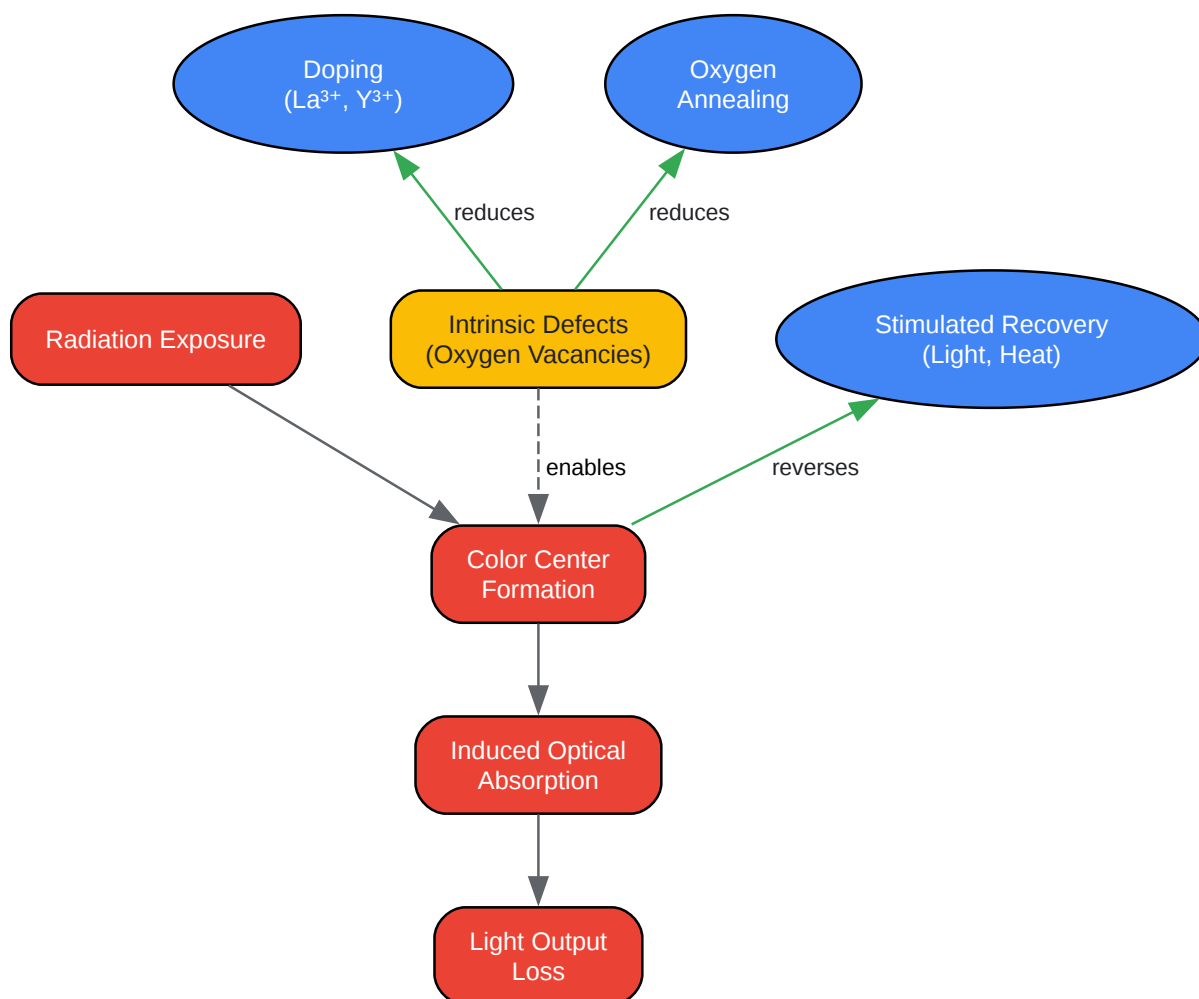 Doping
(La³⁺, Y³⁺)
Oxygen
Annealing
reduces
reduces
Radiation Exposure
Intrinsic Defects
(Oxygen Vacancies)
Stimulated Recovery
(Light, Heat)
enables
reverses
Color Center
Formation
Induced Optical
Absorption
Light Output
Loss